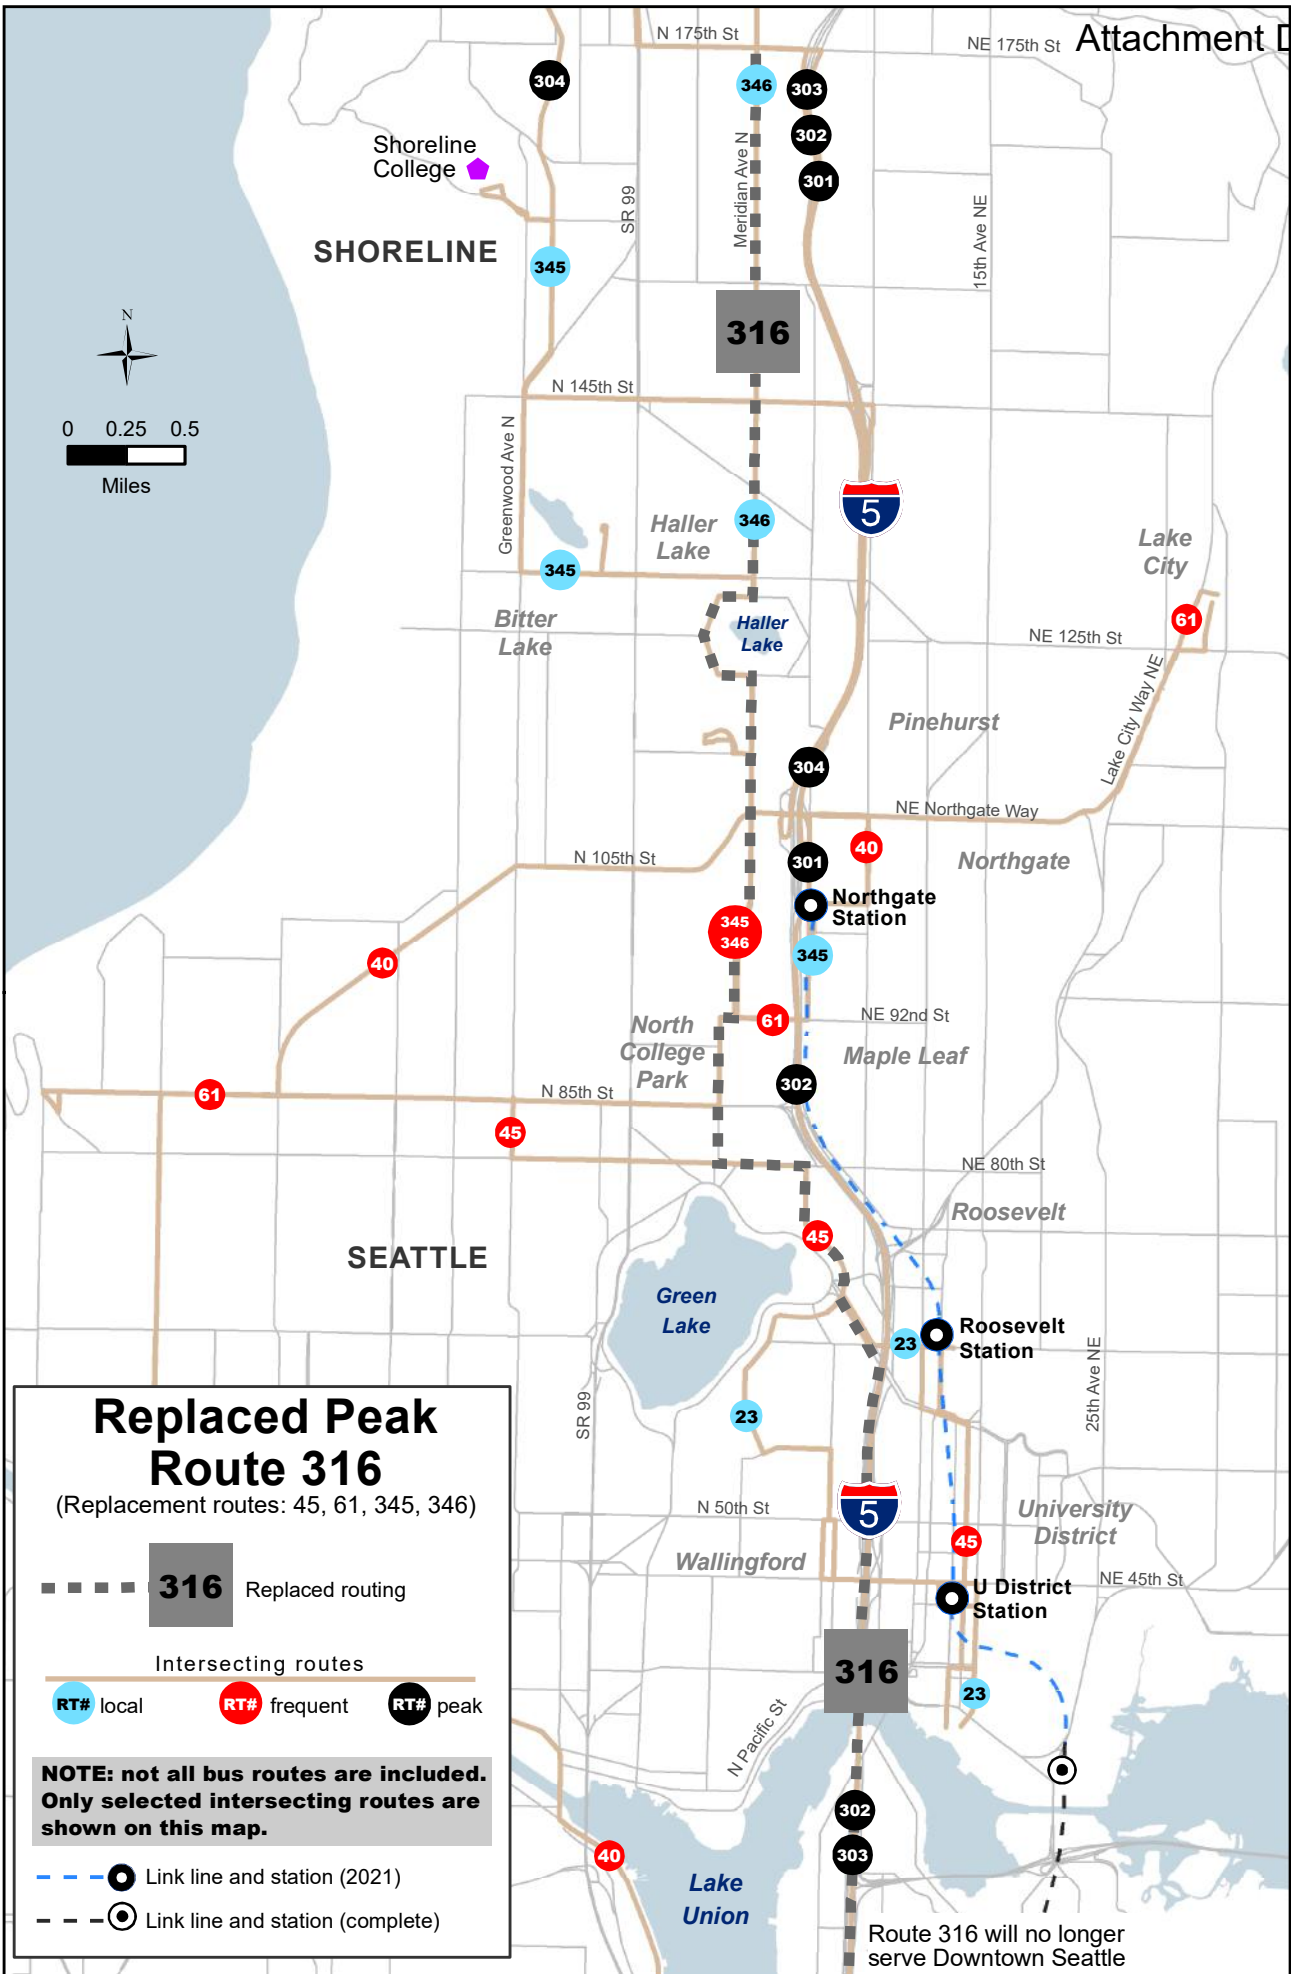 Attachment D
N 175th St
NE 175th St
304
346
303
302
301
Shoreline
College
Meridian Ave N
SR 99
15th Ave NE
SHORELINE
345
316
N
N 145th St
0 0.25 0.5
Miles
Greenwood Ave N
5
Haller
Lake
346
Lake
City
345
Bitter
Lake
Haller
Lake
61
NE 125th St
Lake City Way NE
Pinehurst
304
NE Northgate Way
N 105th St
301
40
Northgate
Northgate
Station
345
346
345
40
North
College
Park
61
NE 92nd St
Maple Leaf
302
61
N 85th St
45
NE 80th St
Roosevelt
SEATTLE
45
Green
Lake
23
Roosevelt
Station
25th Ave NE
SR 99
23
N 50th St
5
University
District
45
Wallingford
NE 45th St
U District
Station
316
23
N Pacific St
302
303
40
Lake
Union
Route 316 will no longer
serve Downtown Seattle
Replaced Peak
Route 316
(Replacement routes: 45, 61, 345, 346)
316 Replaced routing
Intersecting routes
RT# local RT# frequent RT# peak
NOTE: not all bus routes are included.
Only selected intersecting routes are
shown on this map.
Link line and station (2021)
Link line and station (complete)